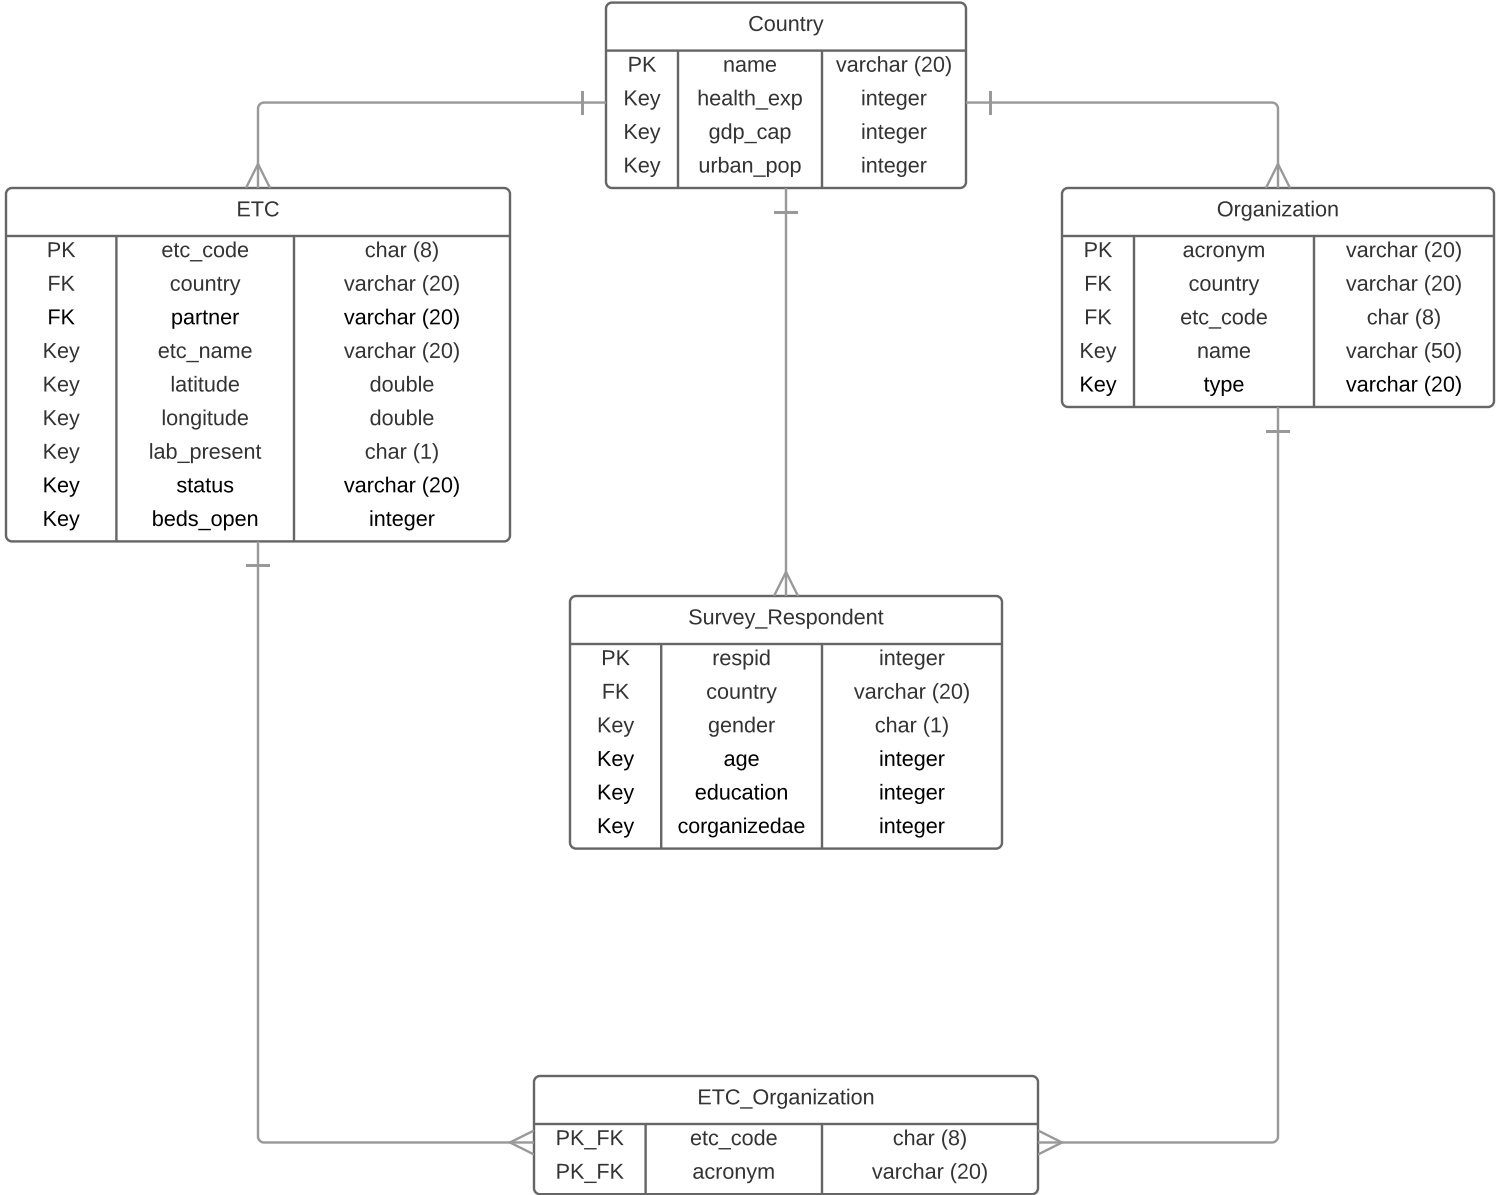 Country
PK name varchar (20)
Key health_exp integer
Key gdp_cap integer
Key urban_pop integer
ETC
PK etc_code char (8)
FK country varchar (20)
FK partner varchar (20)
Key etc_name varchar (20)
Key latitude double
Key longitude double
Key lab_present char (1)
Key status varchar (20)
Key beds_open integer
Organization
PK acronym varchar (20)
FK country varchar (20)
FK etc_code char (8)
Key name varchar (50)
Key type varchar (20)
Survey_Respondent
PK respid integer
FK country varchar (20)
Key gender char (1)
Key age integer
Key education integer
Key corganizedae integer
ETC_Organization
PK_FK etc_code char (8)
PK_FK acronym varchar (20)